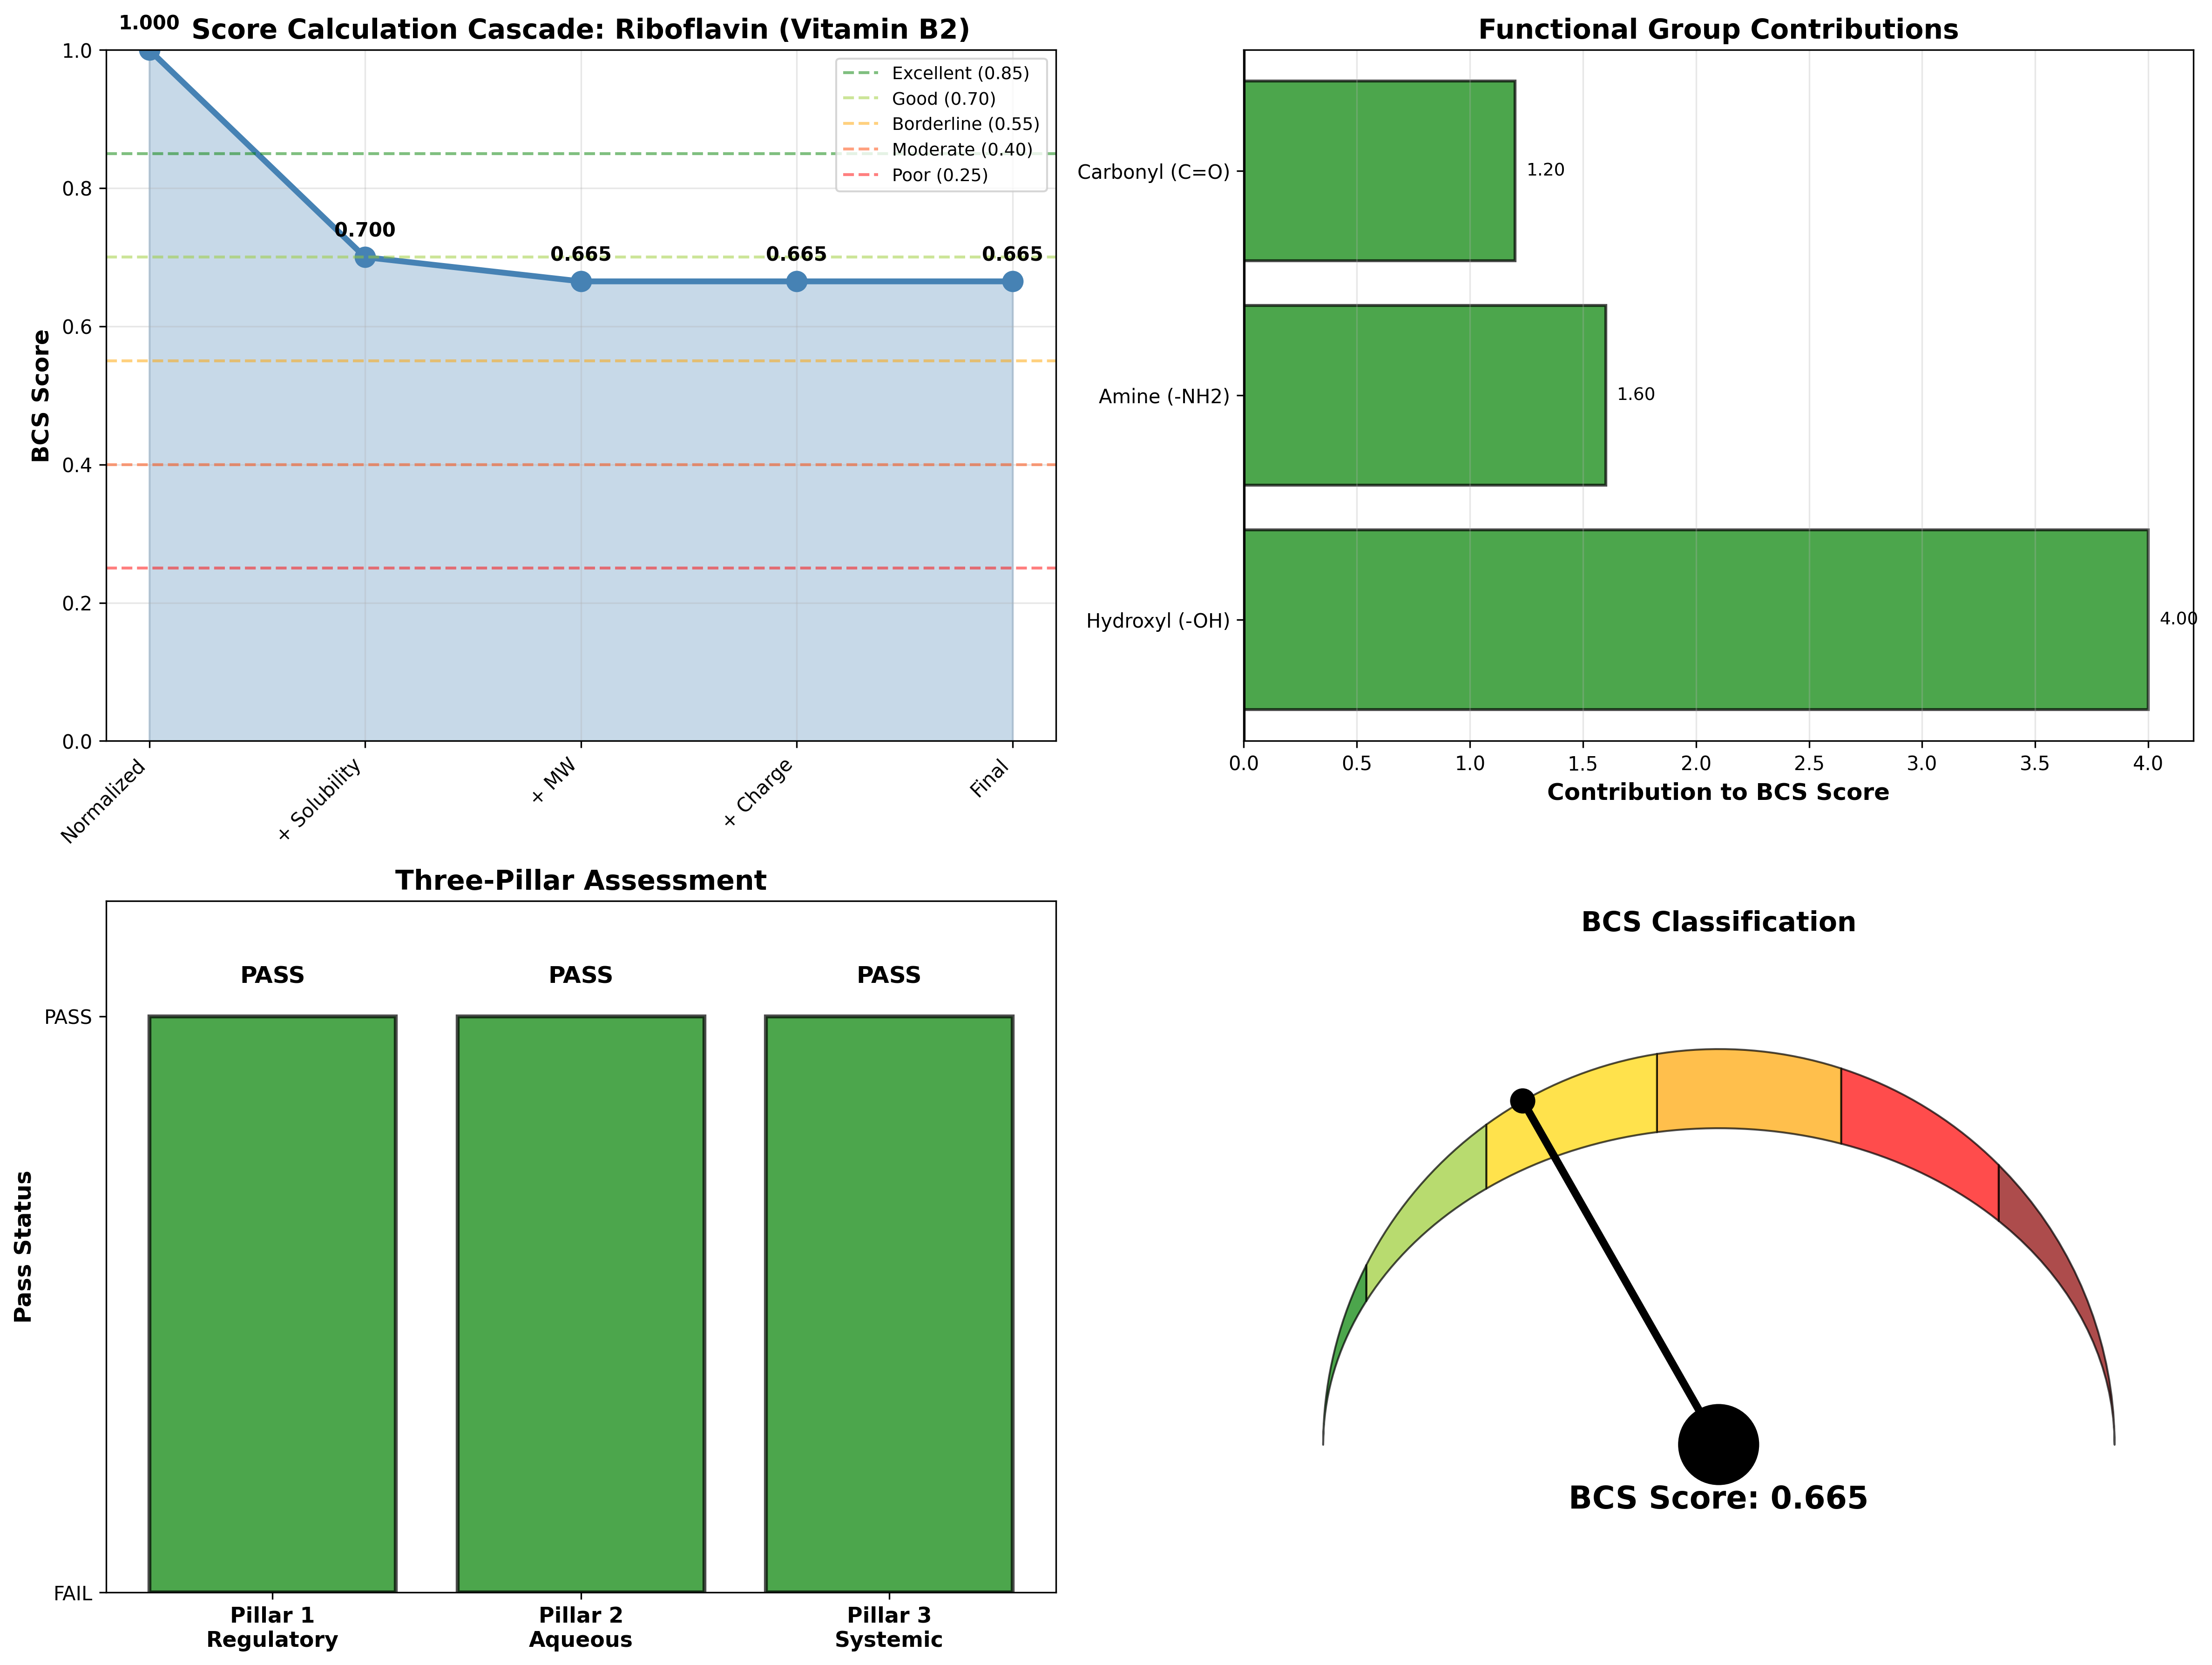 Score Calculation Cascade: Riboflavin (Vitamin B2)
1.000
0.700
0.665
0.665
0.665
Excellent (0.85)
Good (0.70)
Borderline (0.55)
Moderate (0.40)
Poor (0.25)
BCS Score
1.0
0.8
0.6
0.4
0.2
0.0
Normalized
+ Solubility
+ MW
+ Charge
Final
Functional Group Contributions
Carbonyl (C=O)
1.20
Amine (-NH2)
1.60
Hydroxyl (-OH)
4.00
0.0
0.5
1.0
1.5
2.0
2.5
3.0
3.5
4.0
Contribution to BCS Score
Three-Pillar Assessment
Pass Status
PASS
FAIL
PASS
PASS
PASS
Pillar 1
Regulatory
Pillar 2
Aqueous
Pillar 3
Systemic
BCS Classification
BCS Score: 0.665